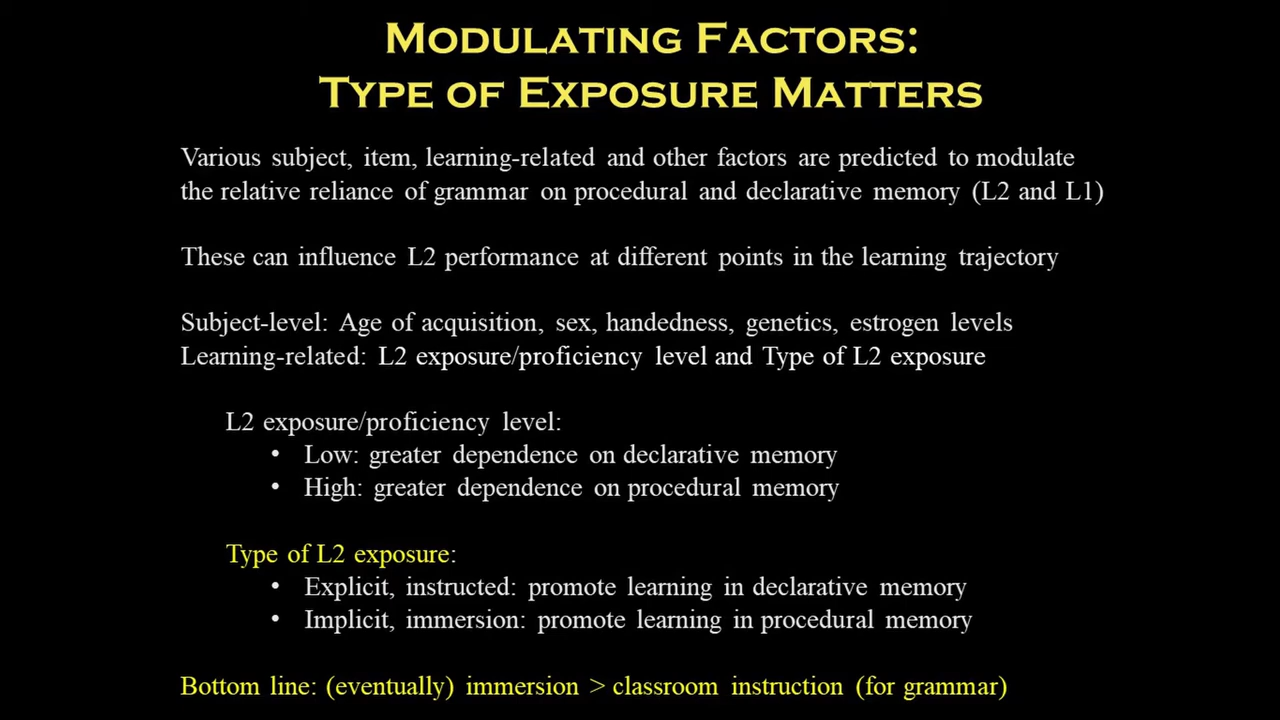 MODULATING FACTORS:
TYPE OF EXPOSURE MATTERS
Various subject, item, learning-related and other factors are predicted to modulate
the relative reliance of grammar on procedural and declarative memory (L2 and L1)
These can influence L2 performance at different points in the learning trajectory
Subject-level: Age of acquisition, sex, handedness, genetics, estrogen levels
Learning-related: L2 exposure/proficiency level and Type of L2 exposure
L2 exposure/proficiency level:
• Low: greater dependence on declarative memory
• High: greater dependence on procedural memory
Type of L2 exposure:
• Explicit, instructed: promote learning in declarative memory
• Implicit, immersion: promote learning in procedural memory
Bottom line: (eventually) immersion > classroom instruction (for grammar)